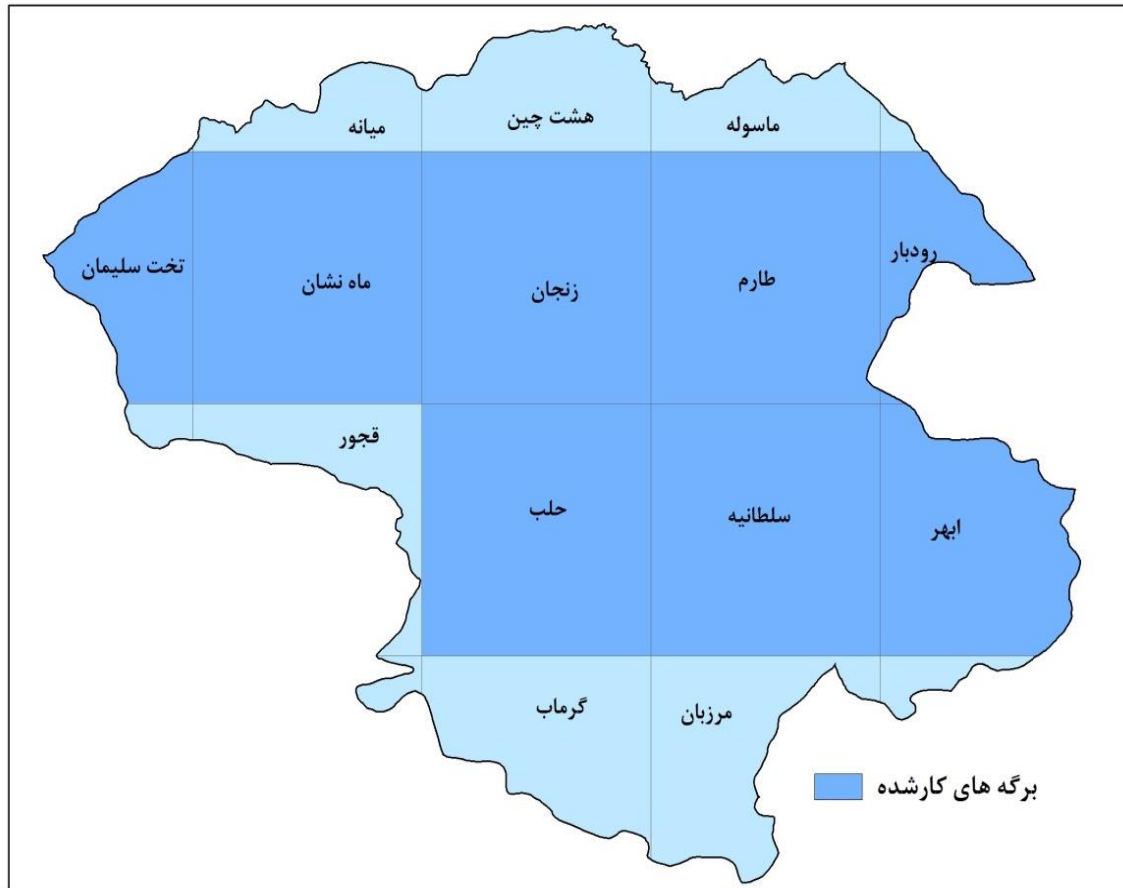 ماسوله
هشت چین
میانه
رودبار
طارم
زنجان
ماه نشان
تخت سلیمان
قجور
ابهر
سلطانیه
حلب
مرزبان
گرماب
برگه های کارشده